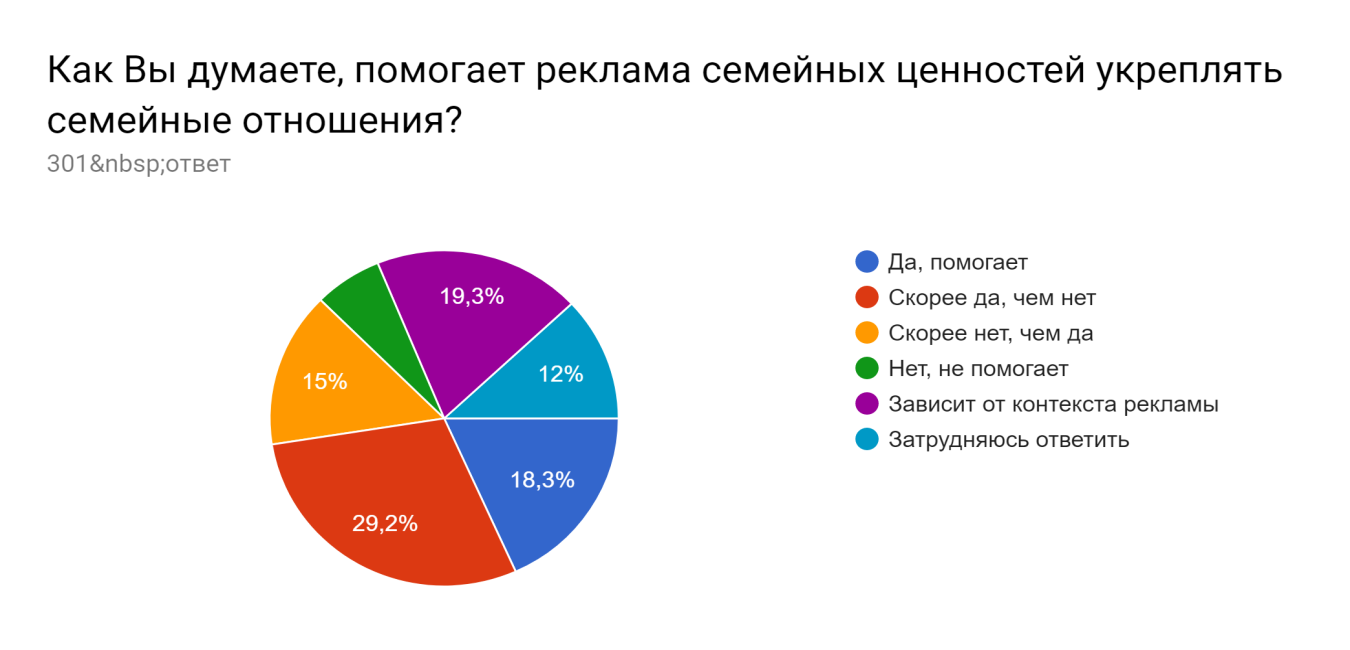 Как Вы думаете, помогает реклама семейных ценностей укреплять
семейные отношения?
301&nbsp;ответ
19,3%
12%
15%
18,3%
29,2%
Да, помогает
Скорее да, чем нет
Скорее нет, чем да
Нет, не помогает
Зависит от контекста рекламы
Затрудняюсь ответить